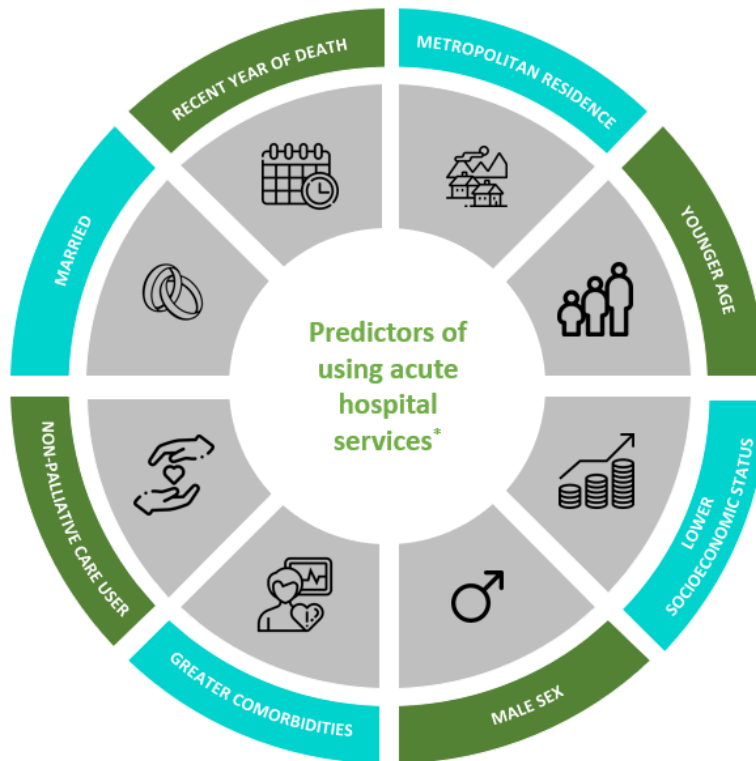 Predictors of
using acute
hospital
services*
RECENT YEAR OF DEATH
METROPOLITAN RESIDENCE
YOUNGER AGE
LOWER
SOCIOECONOMIC STATUS
MALE SEX
GREATER COMORBIDITIES
NON-PALLIATIVE CARE USER
MARRIED